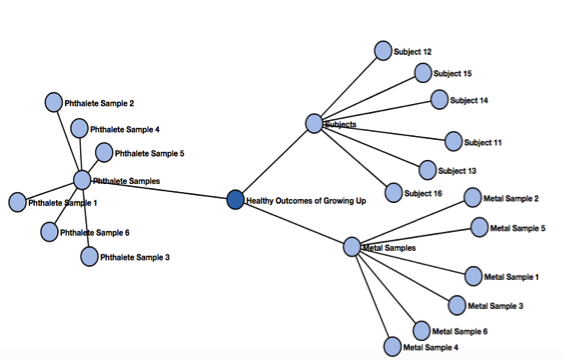 Subject 12
Subject 15
Phthalete Sample 2
Subject 14
Subjects
Phthalete Sample 4
Subject 11
Phthalete Sample 5
Subject 13
Phthalete Samples
Subject 16
Metal Sample 2
Healthy Outcomes of Growing Up
Phthalete Sample 1
Metal Sample 5
Phthalete Sample 6
Metal Samples
Phthalete Sample 3
Metal Sample 1
Metal Sample 3
Metal Sample 6
Metal Sample 4